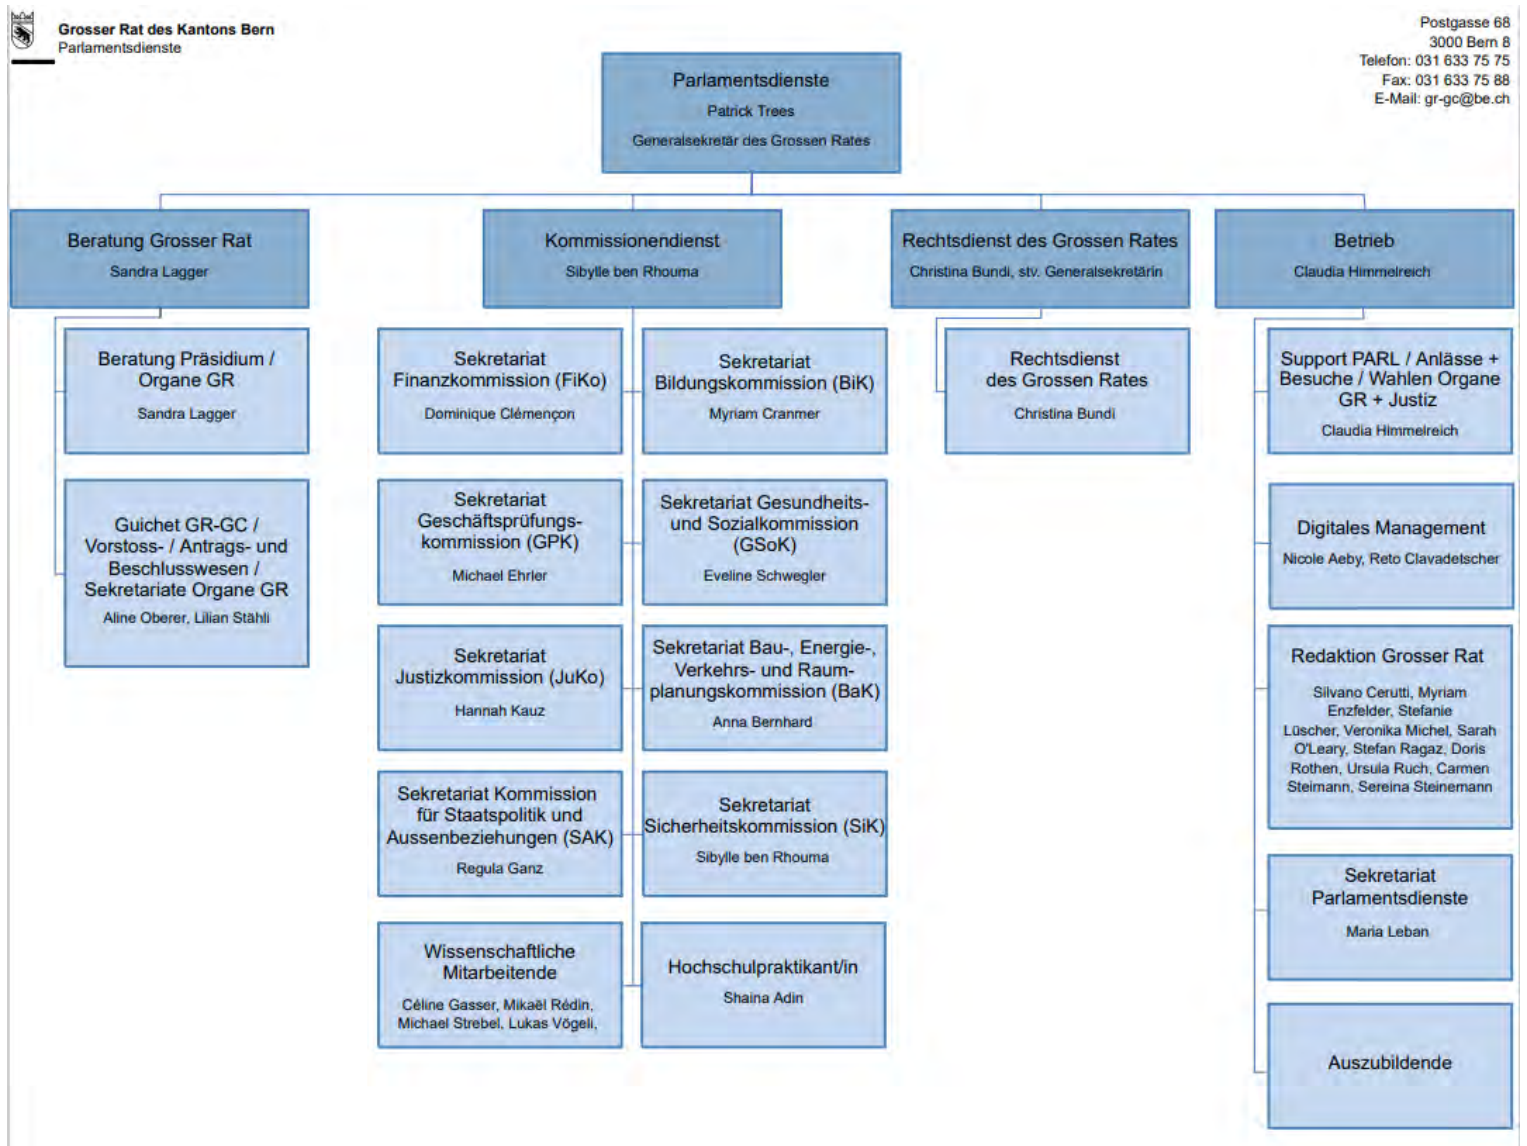 Grosser Rat des Kantons Bern
Parlamentsdienste
Postgasse 68
3000 Bern 8
Telefon: 031 633 75 75
Fax: 031 633 75 88
E-Mail: gr-gc@be.ch
Parlamentsdienste
Patrick Trees
Generalsekretär des Grossen Rates
Beratung Grosser Rat
Sandra Lagger
Kommissionendienst
Sibylle ben Rhouma
Rechtsdienst des Grossen Rates
Christina Bundi, stv. Generalsekretärin
Betrieb
Claudia Himmelreich
Beratung Präsidium /
Organe GR
Sandra Lagger
Guichet GR-GC /
Vorstoss- / Antrags- und
Beschlusswesen /
Sekretariate Organe GR
Aline Oberer, Lilian Stähli
Sekretariat
Finanzkommission (FiKo)
Dominique Clémençon
Sekretariat
Bildungskommission (BiK)
Myriam Cranmer
Sekretariat
Geschäftsprüfungs-
kommission (GPK)
Michael Ehrler
Sekretariat Gesundheits-
und Sozialkommission
(GSoK)
Eveline Schwegler
Sekretariat
Justizkommission (JuKo)
Hannah Kauz
Sekretariat Bau-, Energie-,
Verkehrs- und Raum-
planungskommission (BaK)
Anna Bernhard
Sekretariat Kommission
für Staatspolitik und
Aussenbeziehungen (SAK)
Regula Ganz
Sekretariat
Sicherheitskommission (SiK)
Sibylle ben Rhouma
Wissenschaftliche
Mitarbeitende
Céline Gasser, Mikaël Rédin,
Michael Strebel, Lukas Vögeli,
Hochschulpraktikant/in
Shaina Adin
Rechtsdienst
des Grossen Rates
Christina Bundi
Support PARL / Anlässe +
Besuche / Wahlen Organe
GR + Justiz
Claudia Himmelreich
Digitales Management
Nicole Aeby, Reto Clavadetscher
Redaktion Grosser Rat
Silvano Cerutti, Myriam
Enzfelder, Stefanie
Lüscher, Veronika Michel, Sarah
O'Leary, Stefan Ragaz, Doris
Rothen, Ursula Ruch, Carmen
Steimann, Sereina Steinemann
Sekretariat
Parlamentsdienste
Maria Leban
Auszubildende